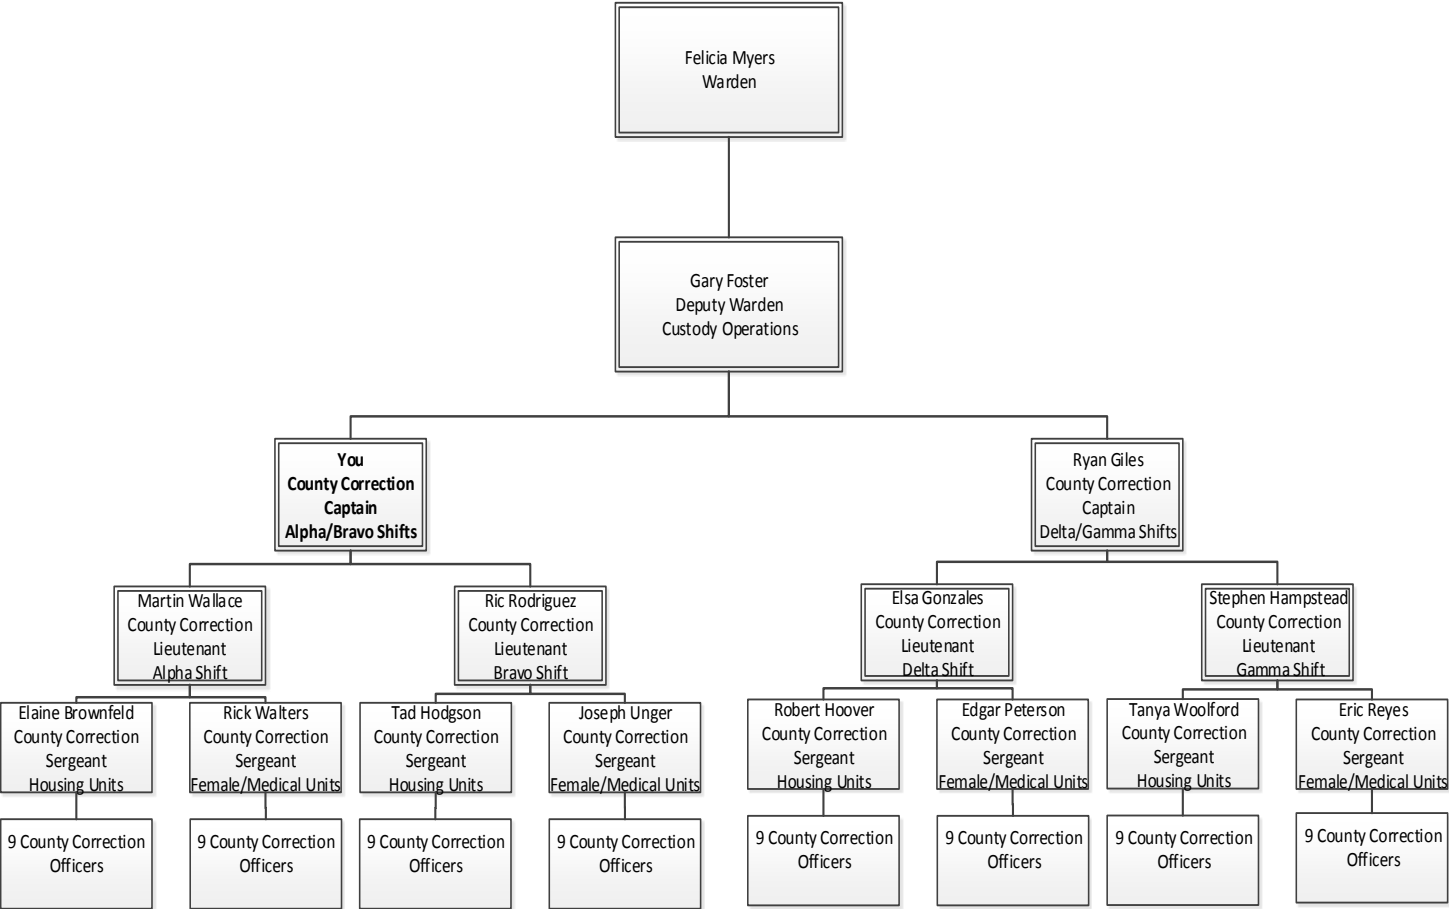 Felicia Myers
Warden
Gary Foster
Deputy Warden
Custody Operations
You
County Correction
Captain
Alpha/Bravo Shifts
Ryan Giles
County Correction
Captain
Delta/Gamma Shifts
Martin Wallace
County Correction
Lieutenant
Alpha Shift
Ric Rodriguez
County Correction
Lieutenant
Bravo Shift
Elsa Gonzales
County Correction
Lieutenant
Delta Shift
Stephen Hampstead
County Correction
Lieutenant
Gamma Shift
Elaine Brownfeld
County Correction
Sergeant
Housing Units
Rick Walters
County Correction
Sergeant
Female/Medical Units
Tad Hodgson
County Correction
Sergeant
Housing Units
Joseph Unger
County Correction
Sergeant
Female/Medical Units
Robert Hoover
County Correction
Sergeant
Housing Units
Edgar Peterson
County Correction
Sergeant
Female/Medical Units
Tanya Woolford
County Correction
Sergeant
Housing Units
Eric Reyes
County Correction
Sergeant
Female/Medical Units
9 County Correction
Officers
9 County Correction
Officers
9 County Correction
Officers
9 County Correction
Officers
9 County Correction
Officers
9 County Correction
Officers
9 County Correction
Officers
9 County Correction
Officers